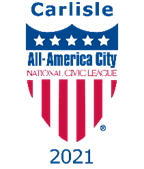 Carlisle
All-America City
NATIONAL CIVIC LEAGUE
®
2021